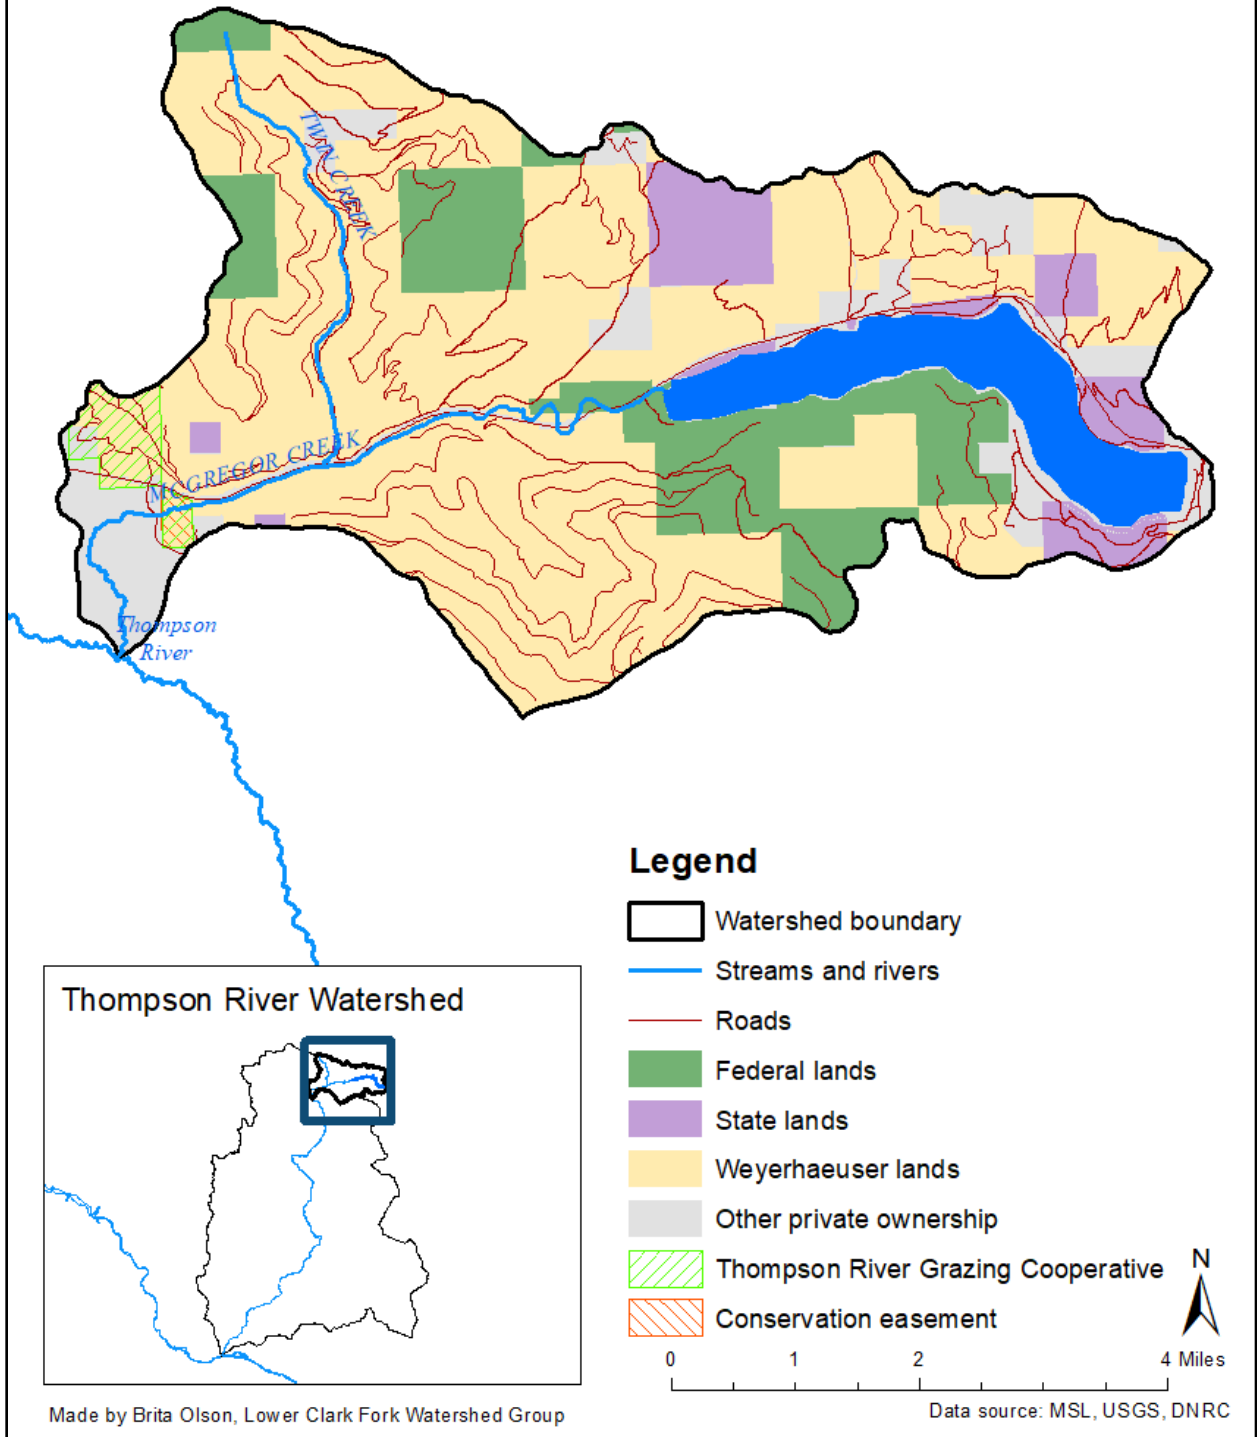 TWIN CREEK
MCGREGOR CREEK
Thompson
River
Legend
Watershed boundary
Streams and rivers
Roads
Federal lands
State lands
Weyerhaeuser lands
Other private ownership
Thompson River Grazing Cooperative
Conservation easement
N
0 1 2 4 Miles
Thompson River Watershed
Made by Brita Olson, Lower Clark Fork Watershed Group
Data source: MSL, USGS, DNRC